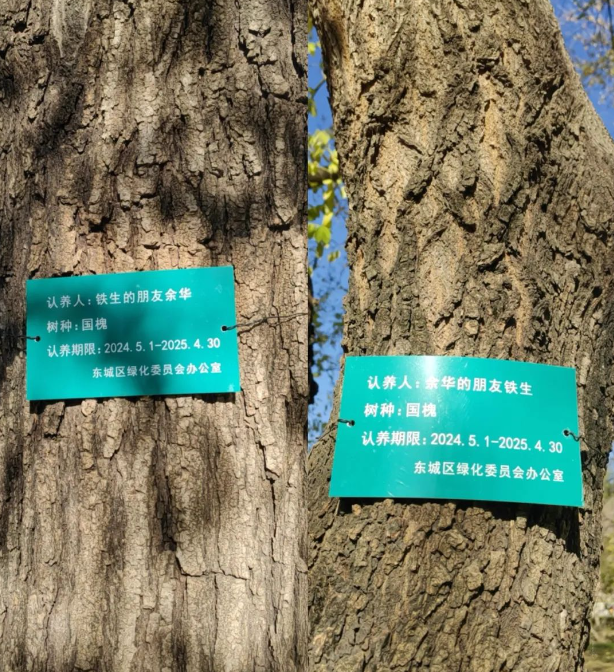 认养人：铁生的朋友余华
树种：国槐
认养期限：2024.5.1-2025.4.30
东城区绿化委员会办公室
认养人：余华的朋友铁生
树种：国槐
认养期限：2024.5.1-2025.4.30
东城区绿化委员会办公室